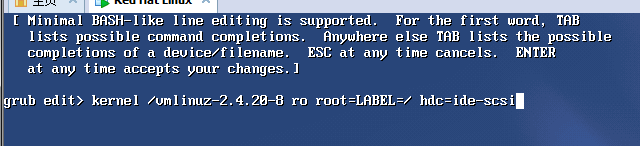 主页
Red Hat Linux
[ Minimal BASH-like line editing is supported.  For the first word, TAB
lists possible command completions.  Anywhere else TAB lists the possible
completions of a device/filename.  ESC at any time cancels.  ENTER
at any time accepts your changes.]
grub edit> kernel /vmlinuz-2.4.20-8 ro root=LABEL=/ hdc=ide-scsi